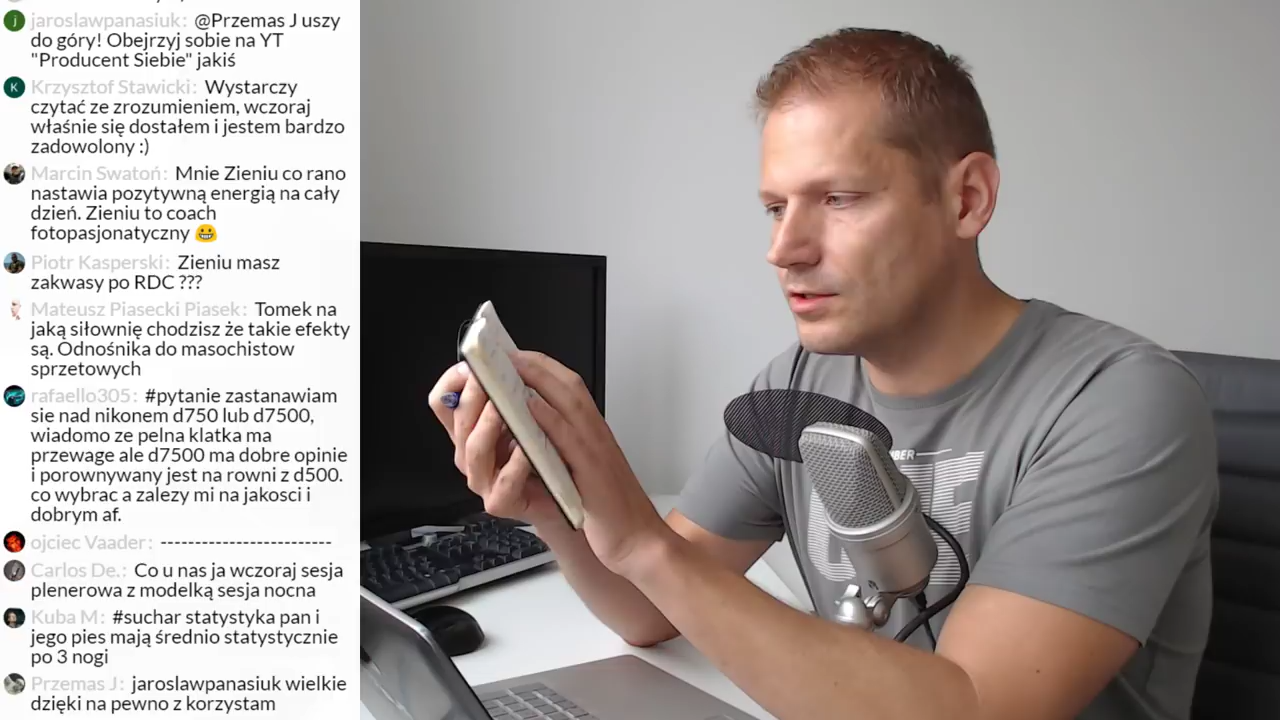 jaroslawpanasiuk: @Przemas J uszy
do góry! Obejrzyj sobie na YT
"Producent Siebie" jakiś
K
Krzysztof Stawicki: Wystarczy
czytać ze zrozumieniem, wczoraj
właśnie się dostałem i jestem bardzo
zadowolony :)
Marcin Swatoń: Mnie Zieniu co rano
nastawia pozytywną energią na cały
dzień. Zieniu to coach
fotopasjonatyczny 😀
Piotr Kasperski: Zieniu masz
zakwasy po RDC ???
Mateusz Piasecki Piasek: Tomek na
jaką siłownię chodzisz że takie efekty
są. Odnośnika do masochistow
sprzetowych
rafaello305: #pytanie zastanawiam
sie nad nikonem d750 lub d7500,
wiadomo ze pelna klatka ma
przewage ale d7500 ma dobre opinie
i porownywany jest na rowni z d500.
co wybrac a zalezy mi na jakosci i
dobrym af.
ojciec Vaader: -------------------------
Carlos De.: Co u nas ja wczoraj sesja
plenerowa z modelką sesja nocna
Kuba M: #suchar statystyka pan i
jego pies mają średnio statystycznie
po 3 nogi
Przemas J: jaroslawpanasiuk wielkie
dzięki na pewno z korzystam